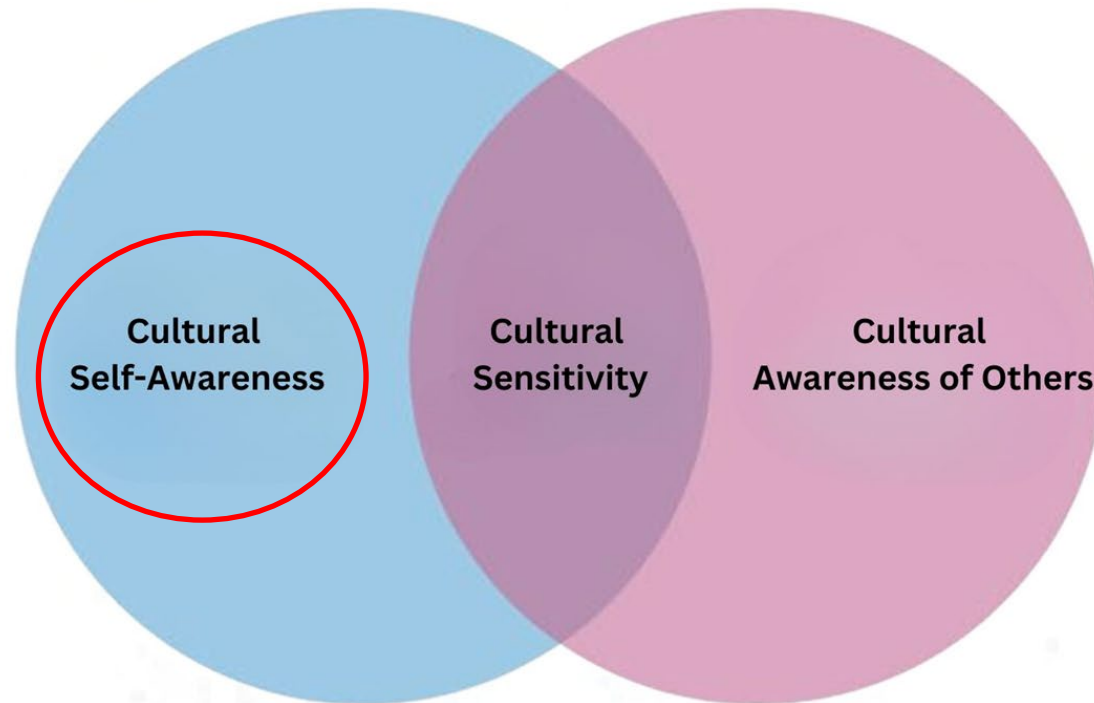 Cultural
Self-Awareness
Cultural
Sensitivity
Cultural
Awareness of Others